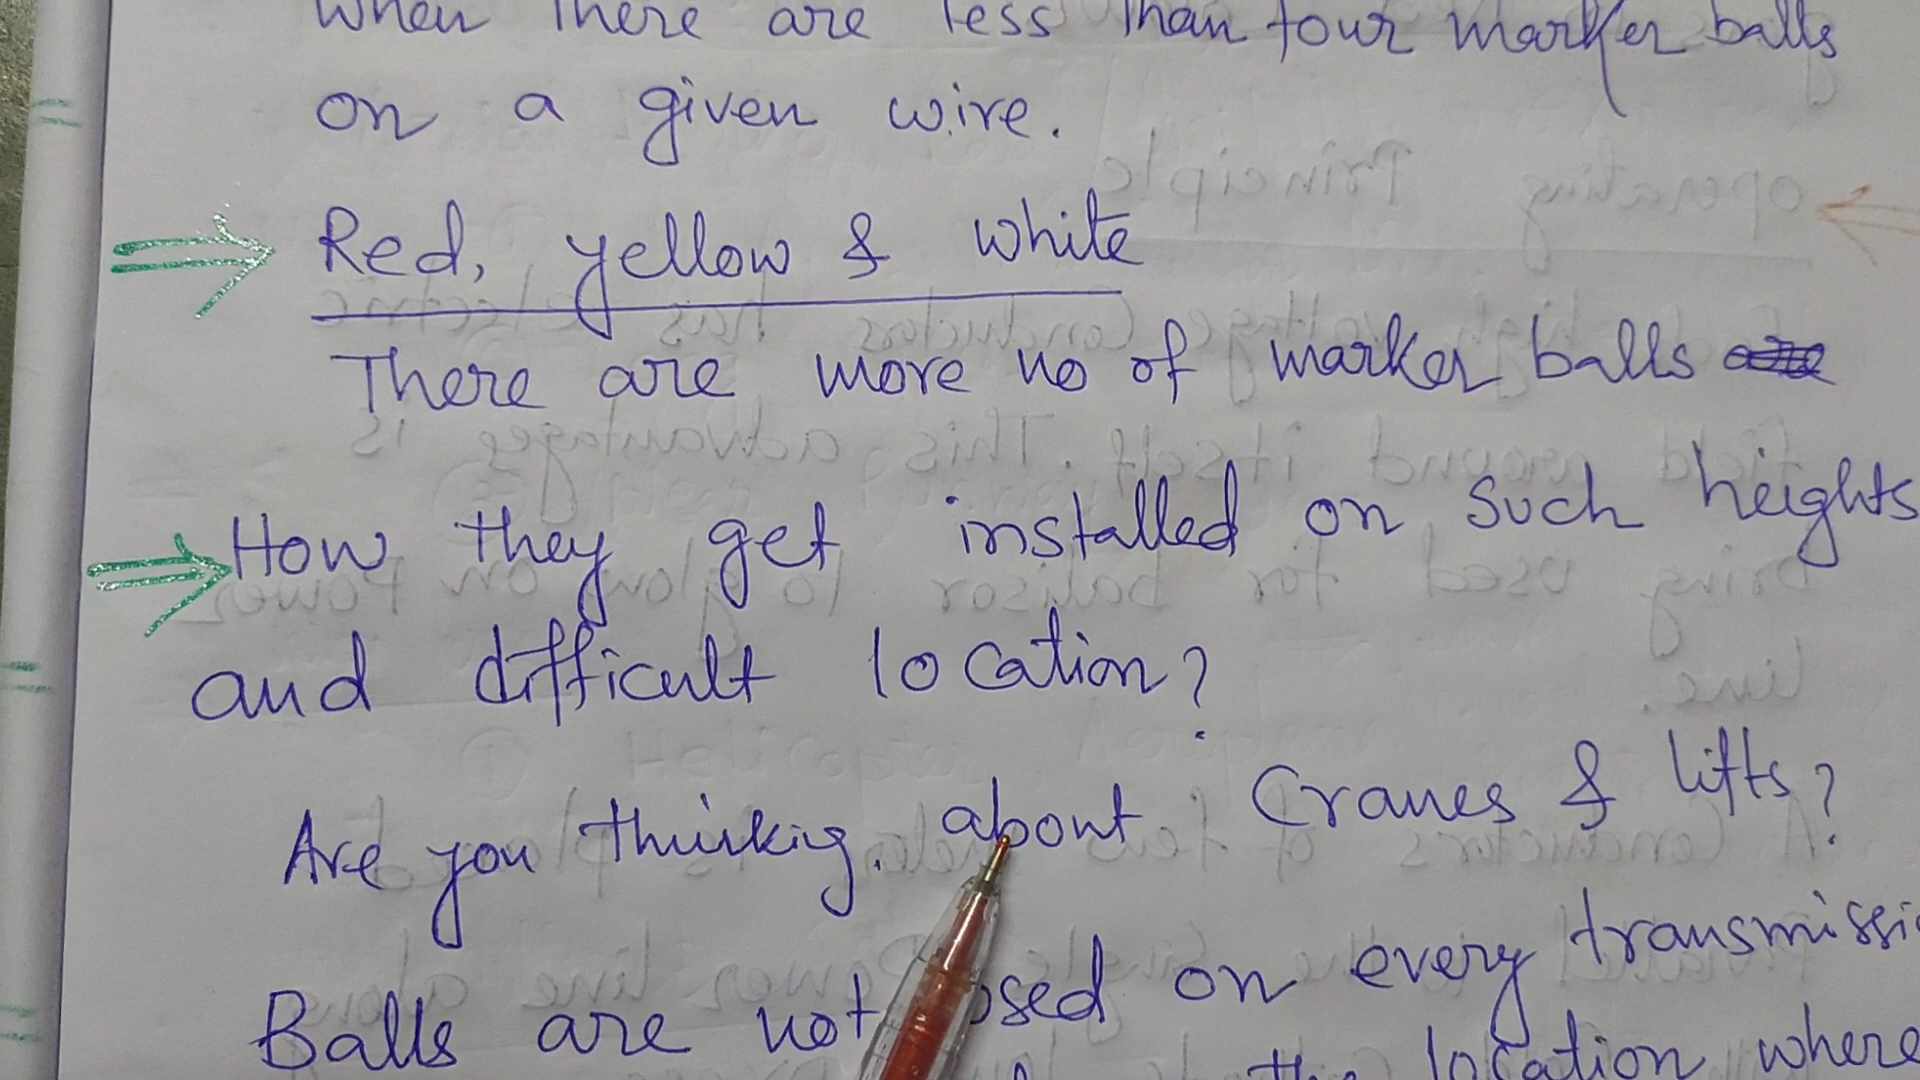 When there are less than four marker balls
on a given wire.
Red, yellow & white
There are more no of marker balls
How they get installed on such heights
and difficult location?
Are you thinking about Cranes & lifts?
Balls are not used on every transmissi
the location where